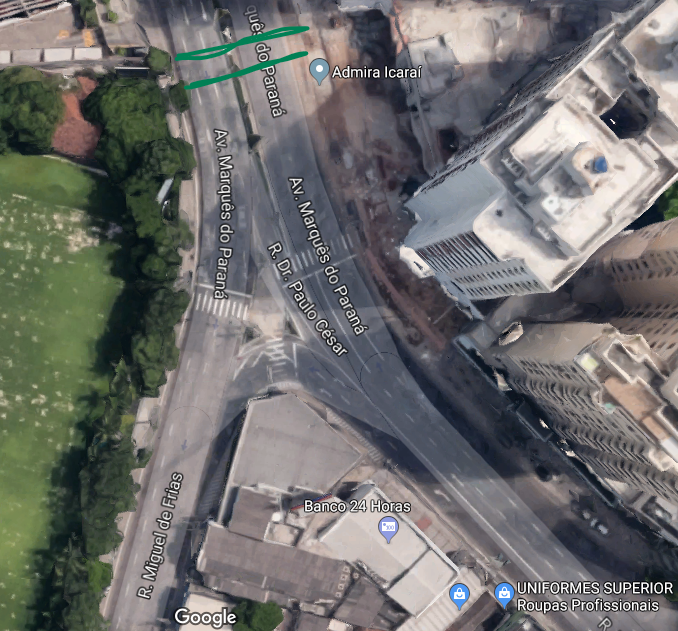 quês do Paraná
Admira Icaraí
Av. Marquês do Paraná
Av. Marquês do Paraná
R. Dr. Paulo César
R. Miguel de Frias
Banco 24 Horas
UNIFORMES SUPERIOR
Roupas Profissionais
Google
R